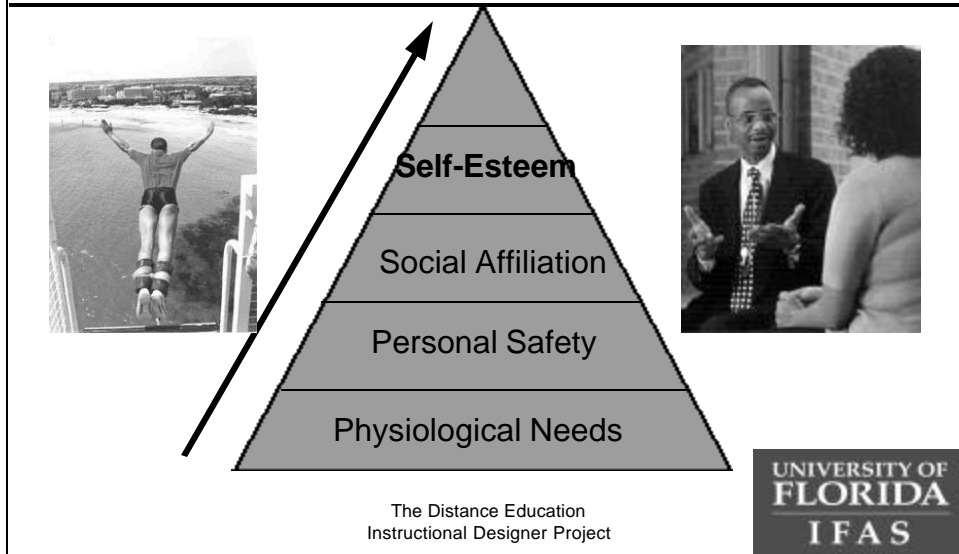 Self-Esteem
Social Affiliation
Personal Safety
Physiological Needs
The Distance Education
Instructional Designer Project
UNIVERSITY OF
FLORIDA
IFAS